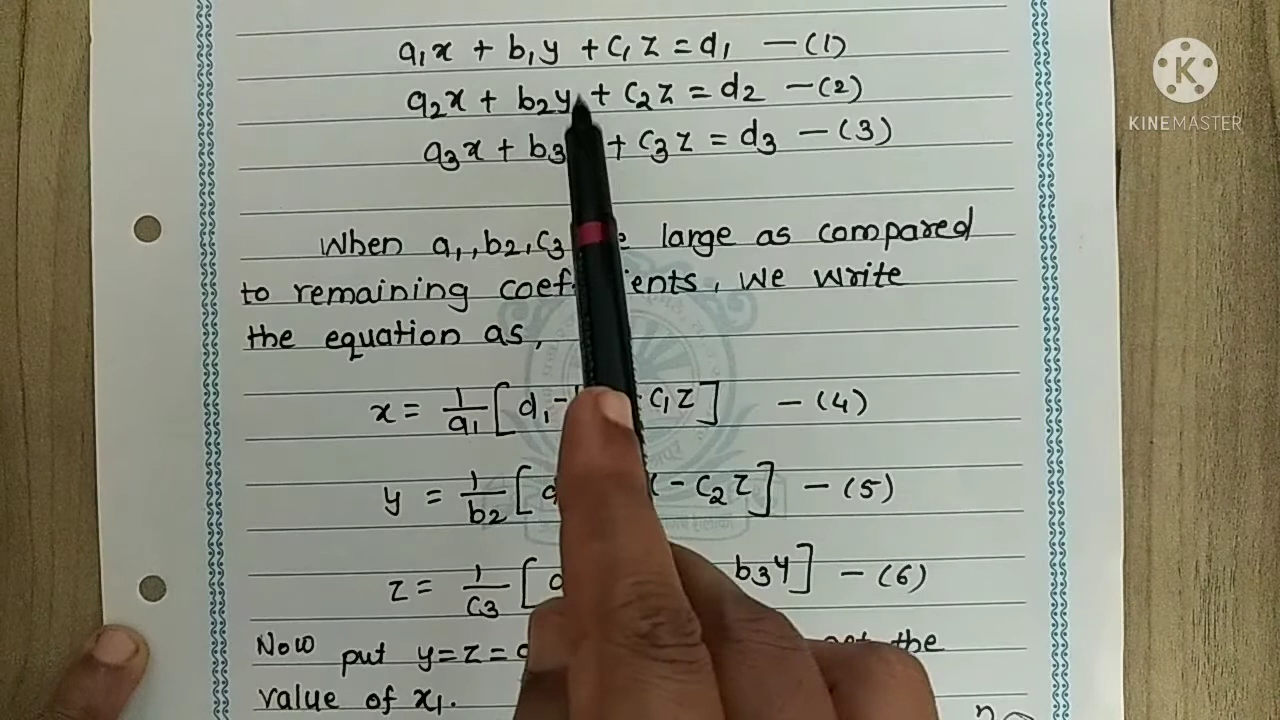 a₁x + b₁y + c₁z = d₁ — (1)
a₂x + b₂y + c₂z = d₂ — (2)
a₃x + b₃ + c₃z = d₃ — (3)
When a₁,, b₂, c₃ large as compared
to remaining coef ents, we write
the equation as,
x = 1/a₁ [d₁ - c₁z] — (4)
y = 1/b₂ [ - c₂z] — (5)
z = 1/c₃ [ b₃y] — (6)
Now put y=z= the
value of x₁.
K
KINEMASTER